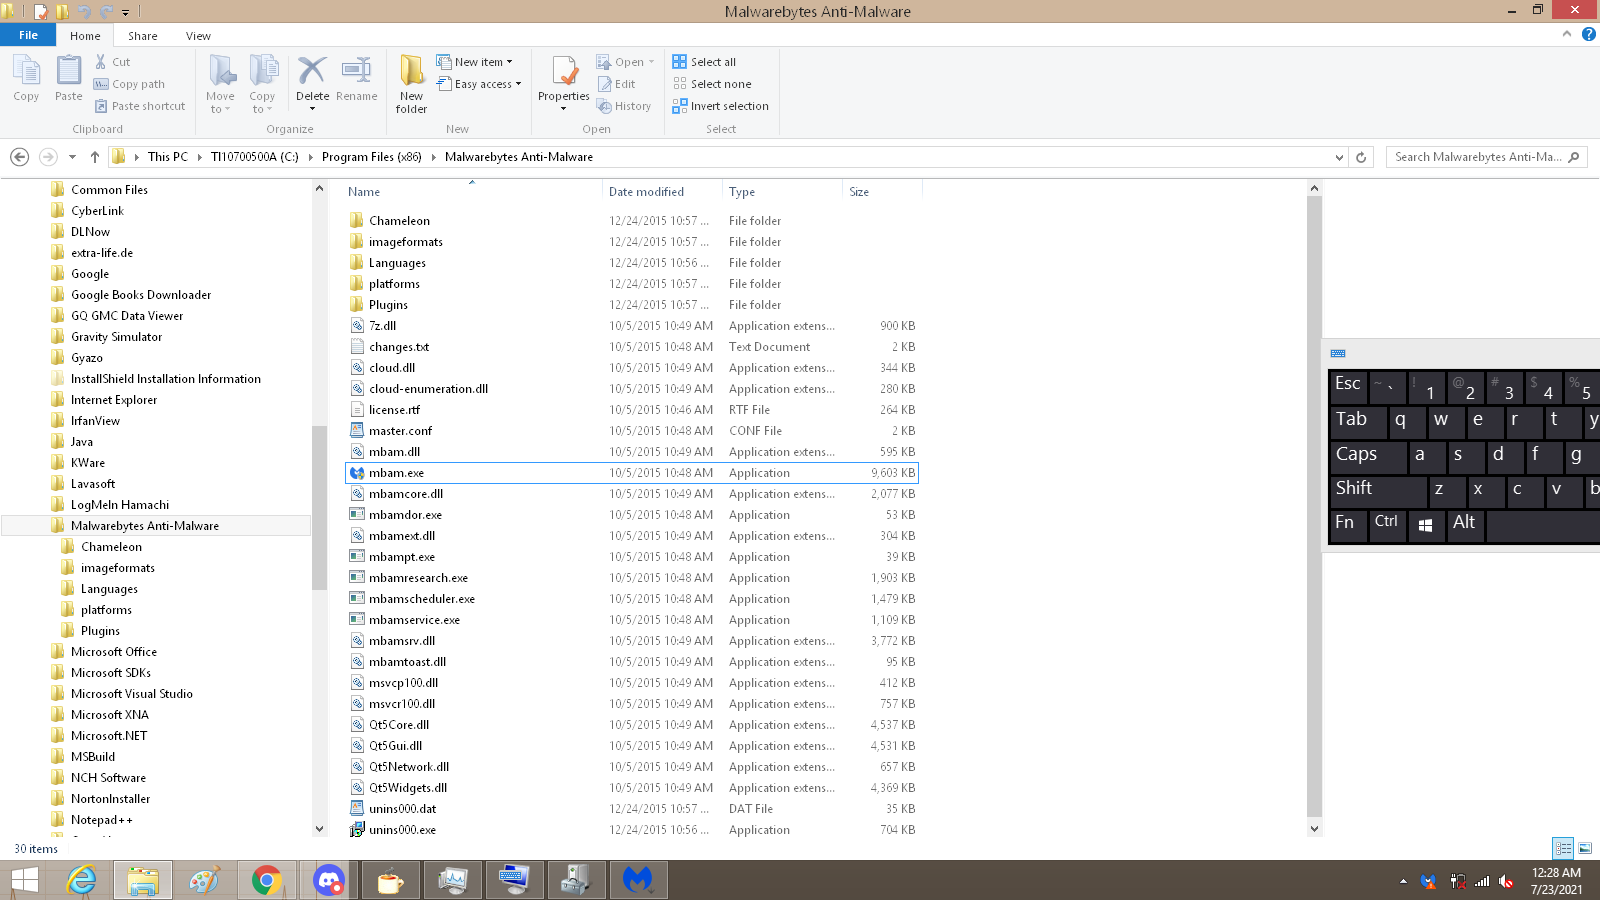 Malwarebytes Anti-Malware
File Home Share View
Copy
Paste
Cut
Copy path
Paste shortcut
Clipboard
Move to
Copy to
Delete
Rename
Organize
New folder
New item
Easy access
New
Properties
Open
Edit
History
Open
Select all
Select none
Invert selection
Select
This PC TI10700500A (C:) Program Files (x86) Malwarebytes Anti-Malware
Search Malwarebytes Anti-Ma...
Common Files
CyberLink
DLNow
extra-life.de
Google
Google Books Downloader
GQ GMC Data Viewer
Gravity Simulator
Gyazo
InstallShield Installation Information
Internet Explorer
IrfanView
Java
KWare
Lavasoft
LogMeIn Hamachi
Malwarebytes Anti-Malware
Chameleon
imageformats
Languages
platforms
Plugins
Microsoft Office
Microsoft SDKs
Microsoft Visual Studio
Microsoft XNA
Microsoft.NET
MSBuild
NCH Software
NortonInstaller
Notepad++
Name Date modified Type Size
Chameleon 12/24/2015 10:57 ... File folder
imageformats 12/24/2015 10:57 ... File folder
Languages 12/24/2015 10:56 ... File folder
platforms 12/24/2015 10:57 ... File folder
Plugins 12/24/2015 10:57 ... File folder
7z.dll 10/5/2015 10:49 AM Application extens... 900 KB
changes.txt 10/5/2015 10:48 AM Text Document 2 KB
cloud.dll 10/5/2015 10:49 AM Application extens... 344 KB
cloud-enumeration.dll 10/5/2015 10:49 AM Application extens... 280 KB
license.rtf 10/5/2015 10:46 AM RTF File 264 KB
master.conf 10/5/2015 10:48 AM CONF File 2 KB
mbam.dll 10/5/2015 10:49 AM Application extens... 595 KB
mbam.exe 10/5/2015 10:48 AM Application 9,603 KB
mbamcore.dll 10/5/2015 10:49 AM Application extens... 2,077 KB
mbamdor.exe 10/5/2015 10:48 AM Application 53 KB
mbamext.dll 10/5/2015 10:49 AM Application extens... 304 KB
mbampt.exe 10/5/2015 10:48 AM Application 39 KB
mbamresearch.exe 10/5/2015 10:48 AM Application 1,903 KB
mbamscheduler.exe 10/5/2015 10:48 AM Application 1,479 KB
mbamservice.exe 10/5/2015 10:48 AM Application 1,109 KB
mbamsrv.dll 10/5/2015 10:49 AM Application extens... 3,772 KB
mbamtoast.dll 10/5/2015 10:49 AM Application extens... 95 KB
msvcp100.dll 10/5/2015 10:49 AM Application extens... 412 KB
msvcr100.dll 10/5/2015 10:49 AM Application extens... 757 KB
Qt5Core.dll 10/5/2015 10:49 AM Application extens... 4,537 KB
Qt5Gui.dll 10/5/2015 10:49 AM Application extens... 4,531 KB
Qt5Network.dll 10/5/2015 10:49 AM Application extens... 657 KB
Qt5Widgets.dll 10/5/2015 10:49 AM Application extens... 4,369 KB
unins000.dat 12/24/2015 10:57 ... DAT File 35 KB
unins000.exe 12/24/2015 10:56 ... Application 704 KB
Esc ~ ` ! 1 @ 2 # 3 $ 4 % 5
Tab q w e r t y
Caps a s d f g
Shift z x c v b
Fn Ctrl Alt
30 items
12:28 AM
7/23/2021